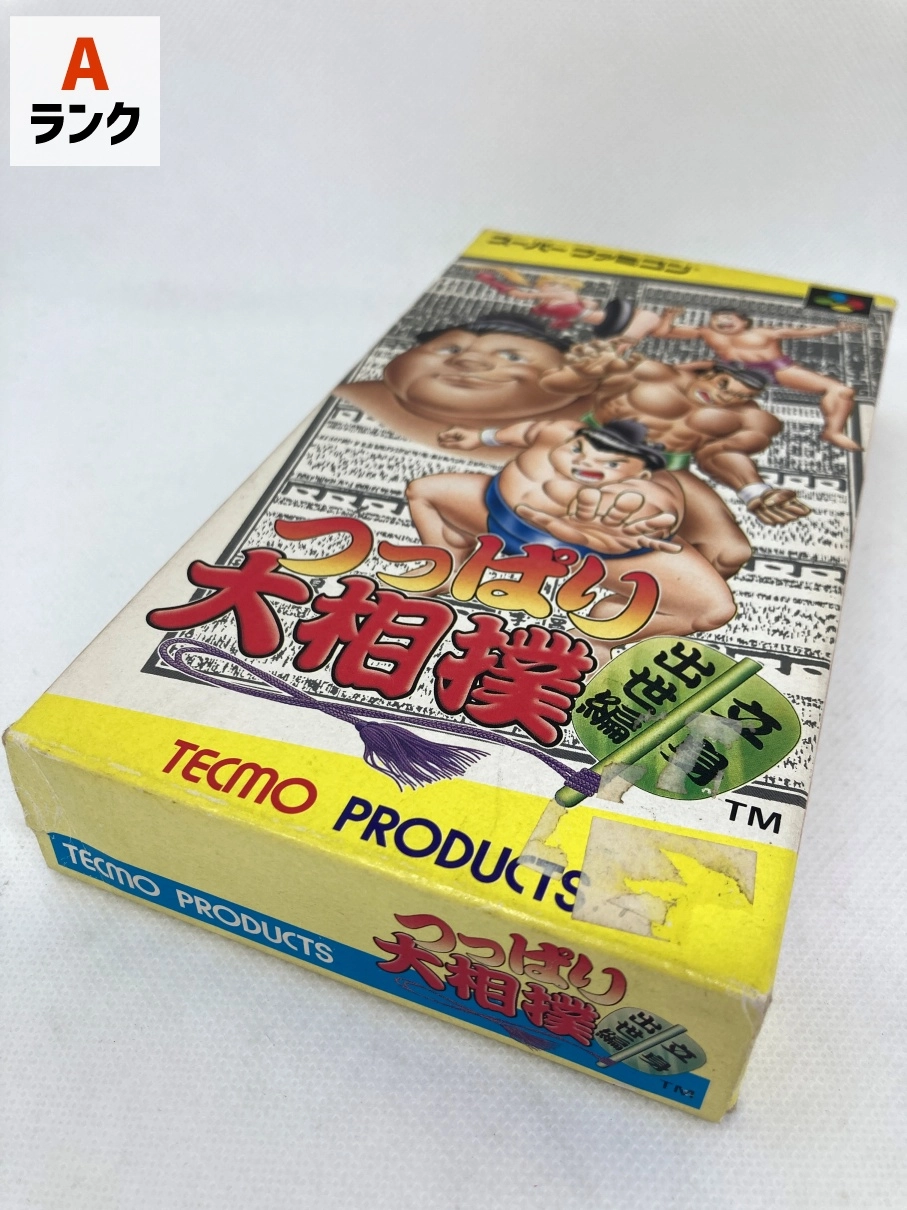 A
ランク
スーパーファミコン
つっぱり
大相撲
立身
出世編
TM
TECMO PRODUCTS
TECMO PRODUCTS
つっぱり
大相撲
立身
出世編
TM